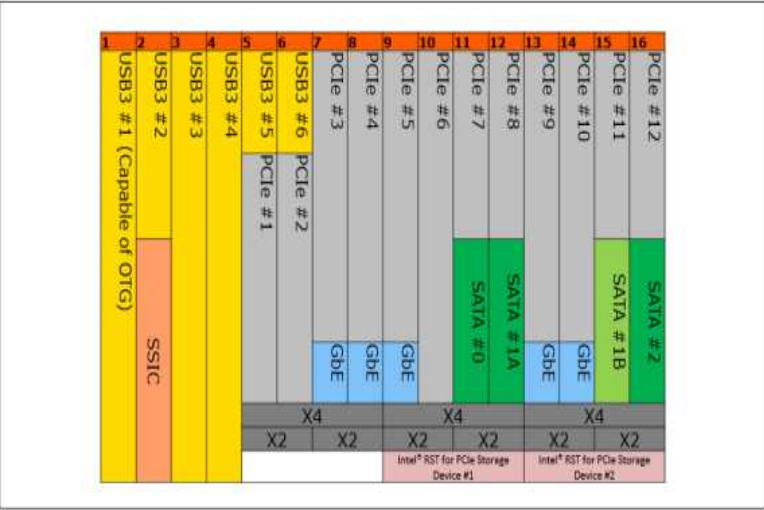 1 2 3 4 5 6 7 8 9 10 11 12 13 14 15 16
USB3 #1 (Capable of OTG)
USB3 #2
SSIC
USB3 #3
USB3 #4
USB3 #5
PCIe #1
USB3 #6
PCIe #2
PCIe #3
GbE
PCIe #4
GbE
PCIe #5
GbE
PCIe #6
PCIe #7
SATA #0
PCIe #8
SATA #1A
PCIe #9
GbE
PCIe #10
GbE
PCIe #11
SATA #1B
PCIe #12
SATA #2
X4 X4 X4
X2 X2 X2 X2 X2 X2
Intel® RST for PCIe Storage
Device #1
Intel® RST for PCIe Storage
Device #2